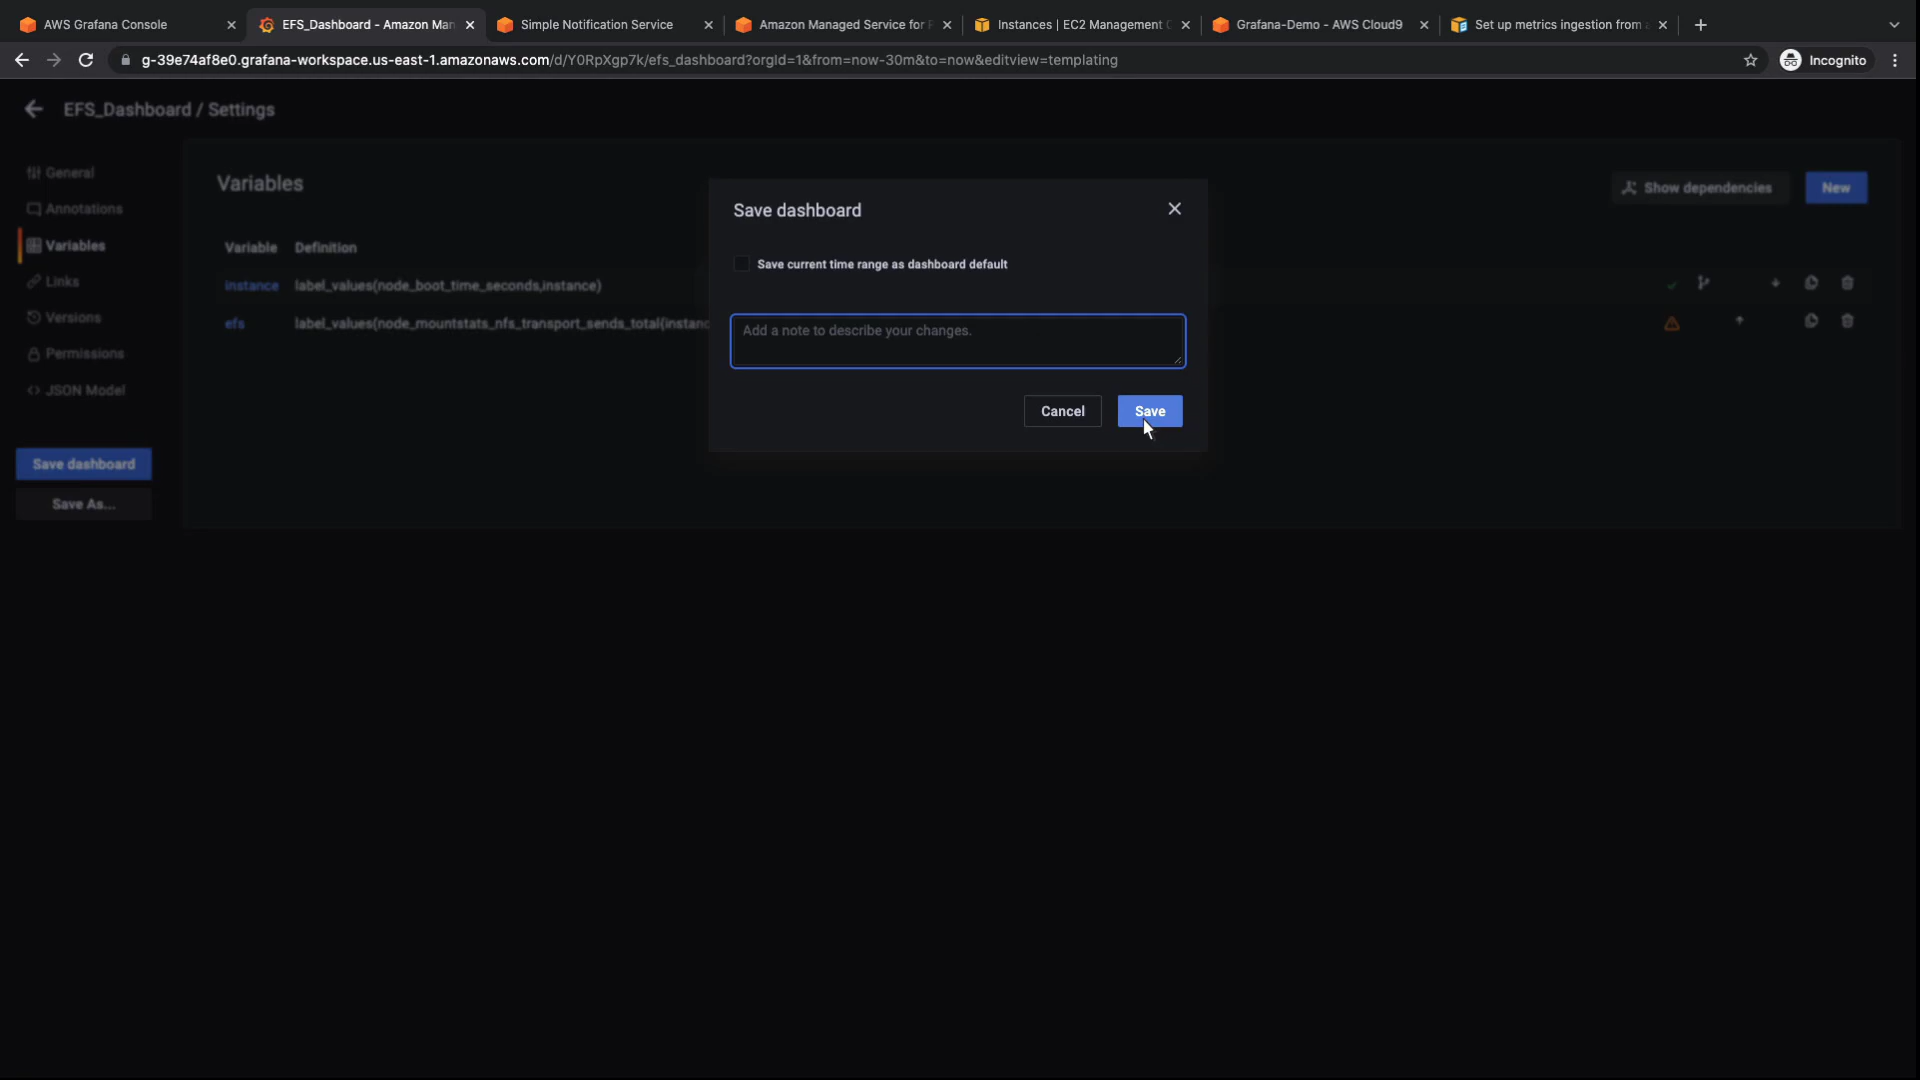 AWS Grafana Console
EFS_Dashboard - Amazon Man
Simple Notification Service
Amazon Managed Service for P
Instances | EC2 Management C
Grafana-Demo - AWS Cloud9
Set up metrics ingestion from
g-39e74af8e0.grafana-workspace.us-east-1.amazonaws.com/d/Y0RpXgp7k/efs_dashboard?orgId=1&from=now-30m&to=now&editview=templating
Incognito
EFS_Dashboard / Settings
General
Annotations
Variables
Links
Versions
Permissions
JSON Model
Save dashboard
Save As...
Variables
Show dependencies
New
Variable Definition
instance label_values(node_boot_time_seconds,instance)
efs label_values(node_mountstats_nfs_transport_sends_total{instanc
Save dashboard
Save current time range as dashboard default
Add a note to describe your changes.
Cancel
Save